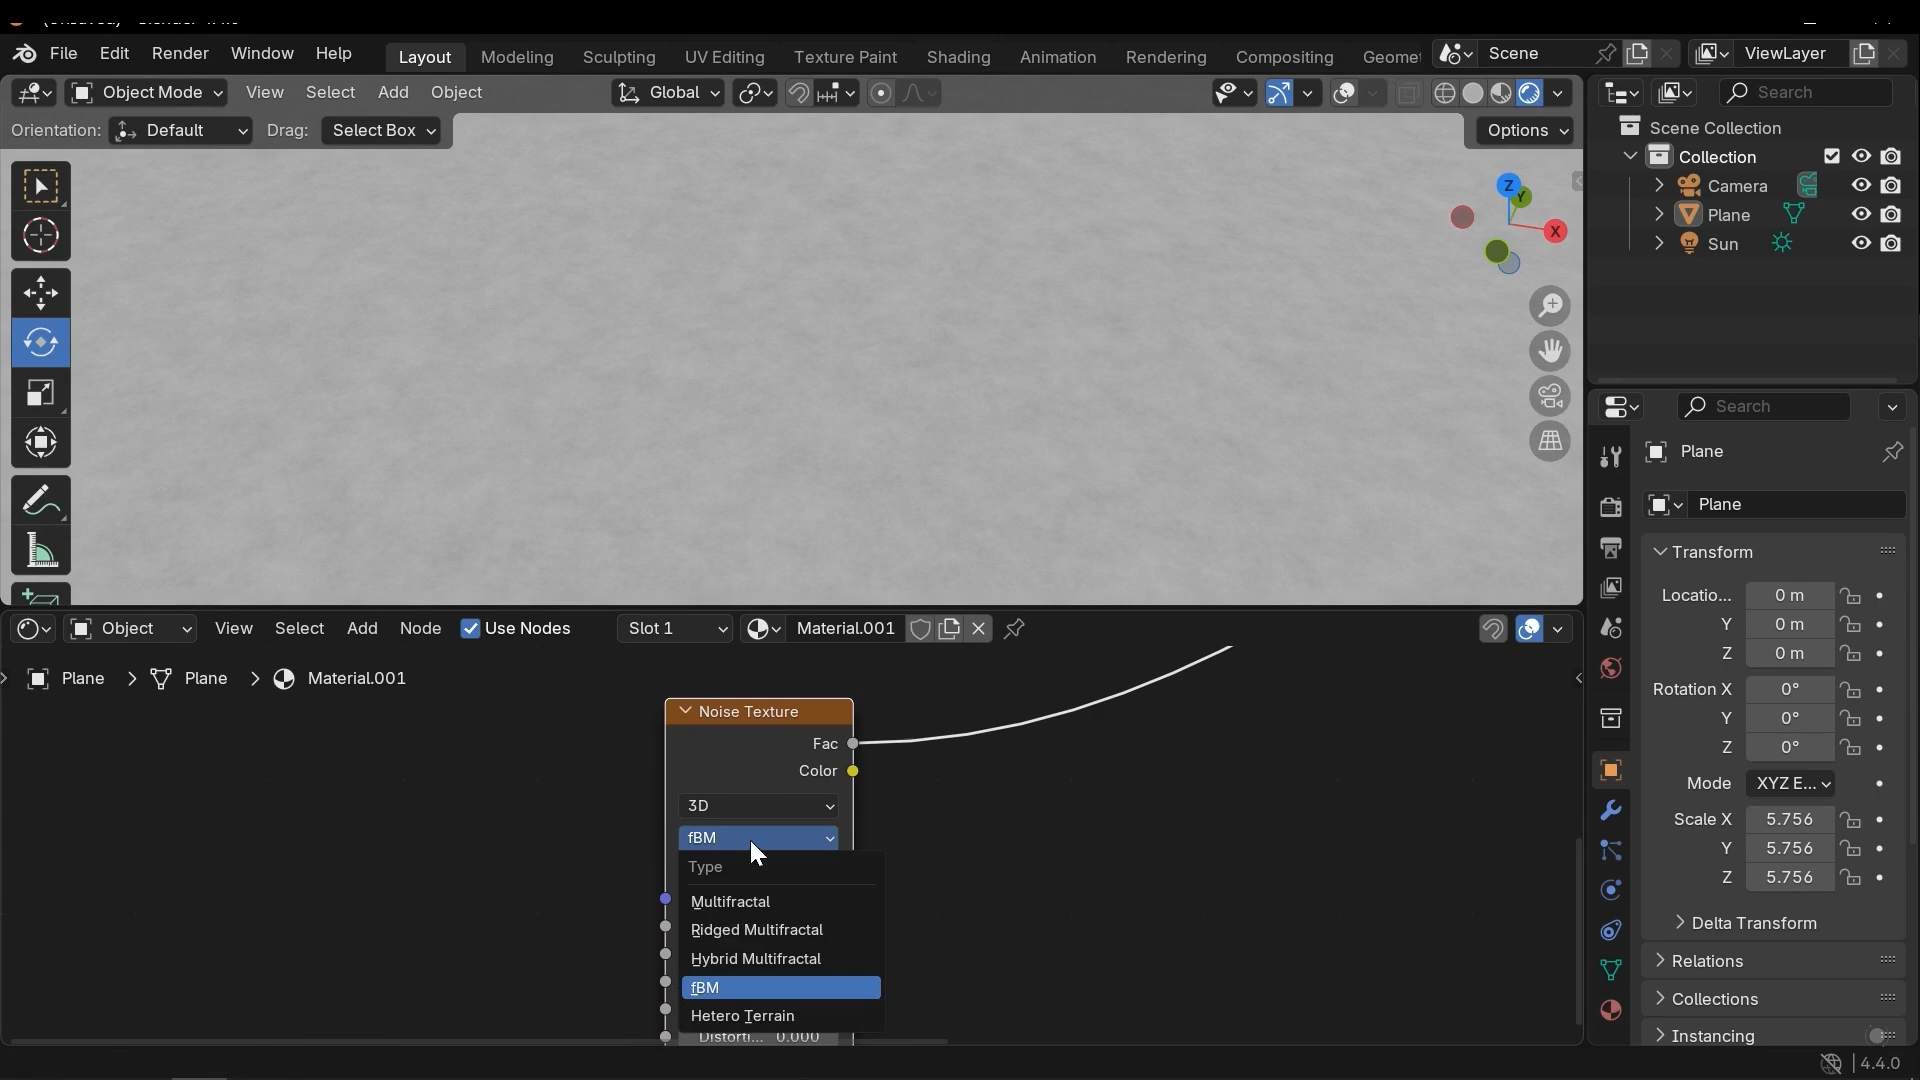 File Edit Render Window Help Layout Modeling Sculpting UV Editing Texture Paint Shading Animation Rendering Compositing Geomet Scene ViewLayer
Object Mode View Select Add Object Global Search
Orientation: Default Drag: Select Box Options
Scene Collection
Collection
Camera
Plane
Sun
Z
Y
X
Search
Plane
Plane
Transform
Locatio... 0 m
Y 0 m
Z 0 m
Rotation X 0°
Y 0°
Z 0°
Mode XYZ E...
Scale X 5.756
Y 5.756
Z 5.756
Delta Transform
Relations
Collections
Instancing
Object View Select Add Node Use Nodes Slot 1 Material.001
Plane > Plane > Material.001
Noise Texture
Fac
Color
3D
fBM
Type
Multifractal
Ridged Multifractal
Hybrid Multifractal
fBM
Hetero Terrain
Distorti... 0.000
4.4.0